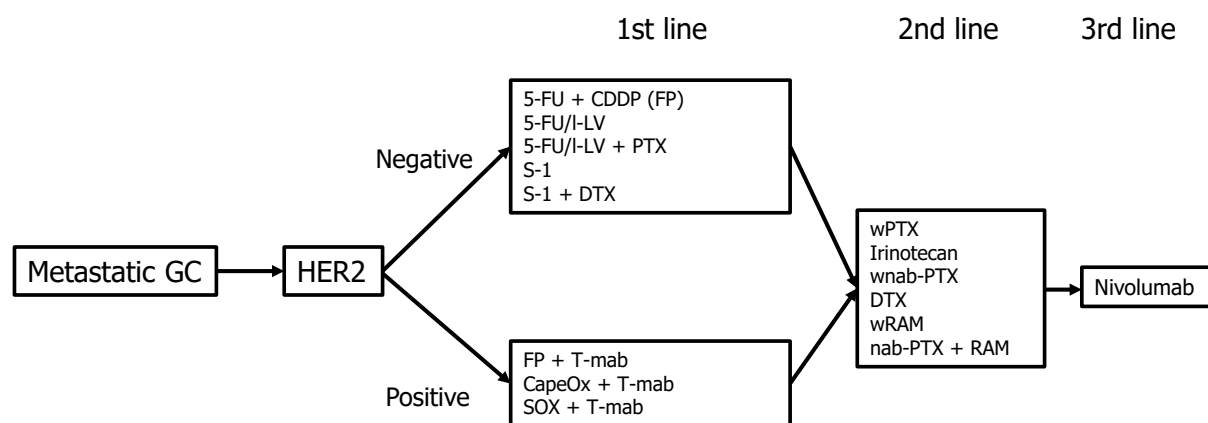 1st line
2nd line
3rd line
5-FU + CDDP (FP)
5-FU/l-LV
5-FU/l-LV + PTX
S-1
S-1 + DTX
Negative
Metastatic GC
HER2
Positive
FP + T-mab
CapeOx + T-mab
SOX + T-mab
wPTX
Irinotecan
wnab-PTX
DTX
wRAM
nab-PTX + RAM
Nivolumab